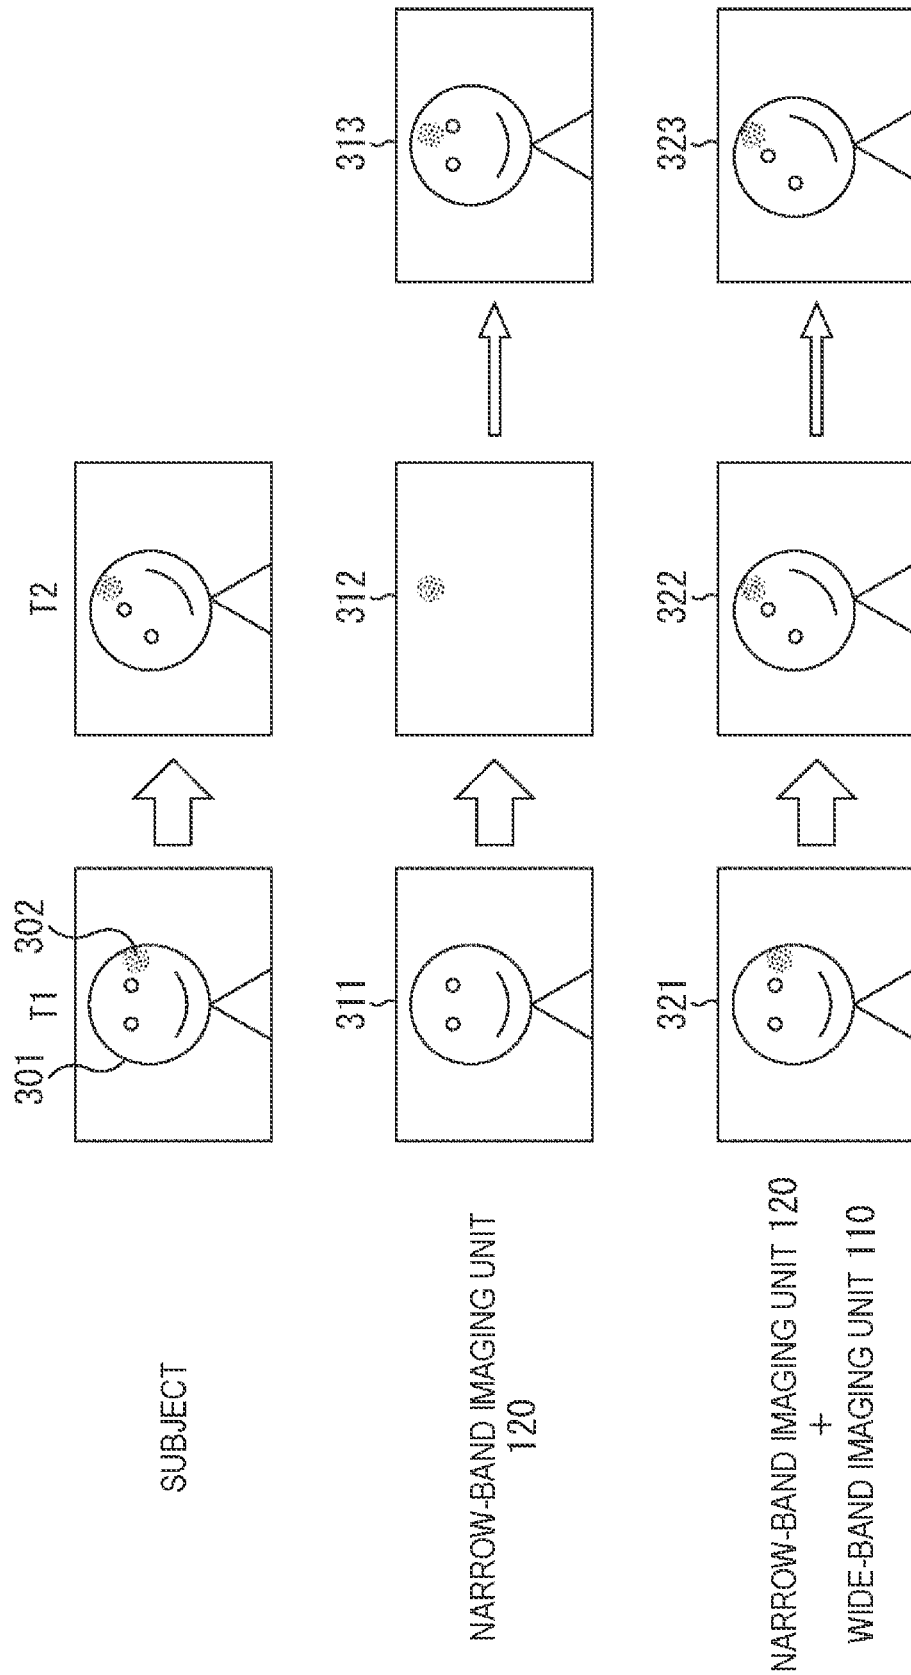 T1
T2
301
302
SUBJECT
311
312
313
NARROW-BAND IMAGING UNIT
120
321
322
323
NARROW-BAND IMAGING UNIT 120
+
WIDE-BAND IMAGING UNIT 110